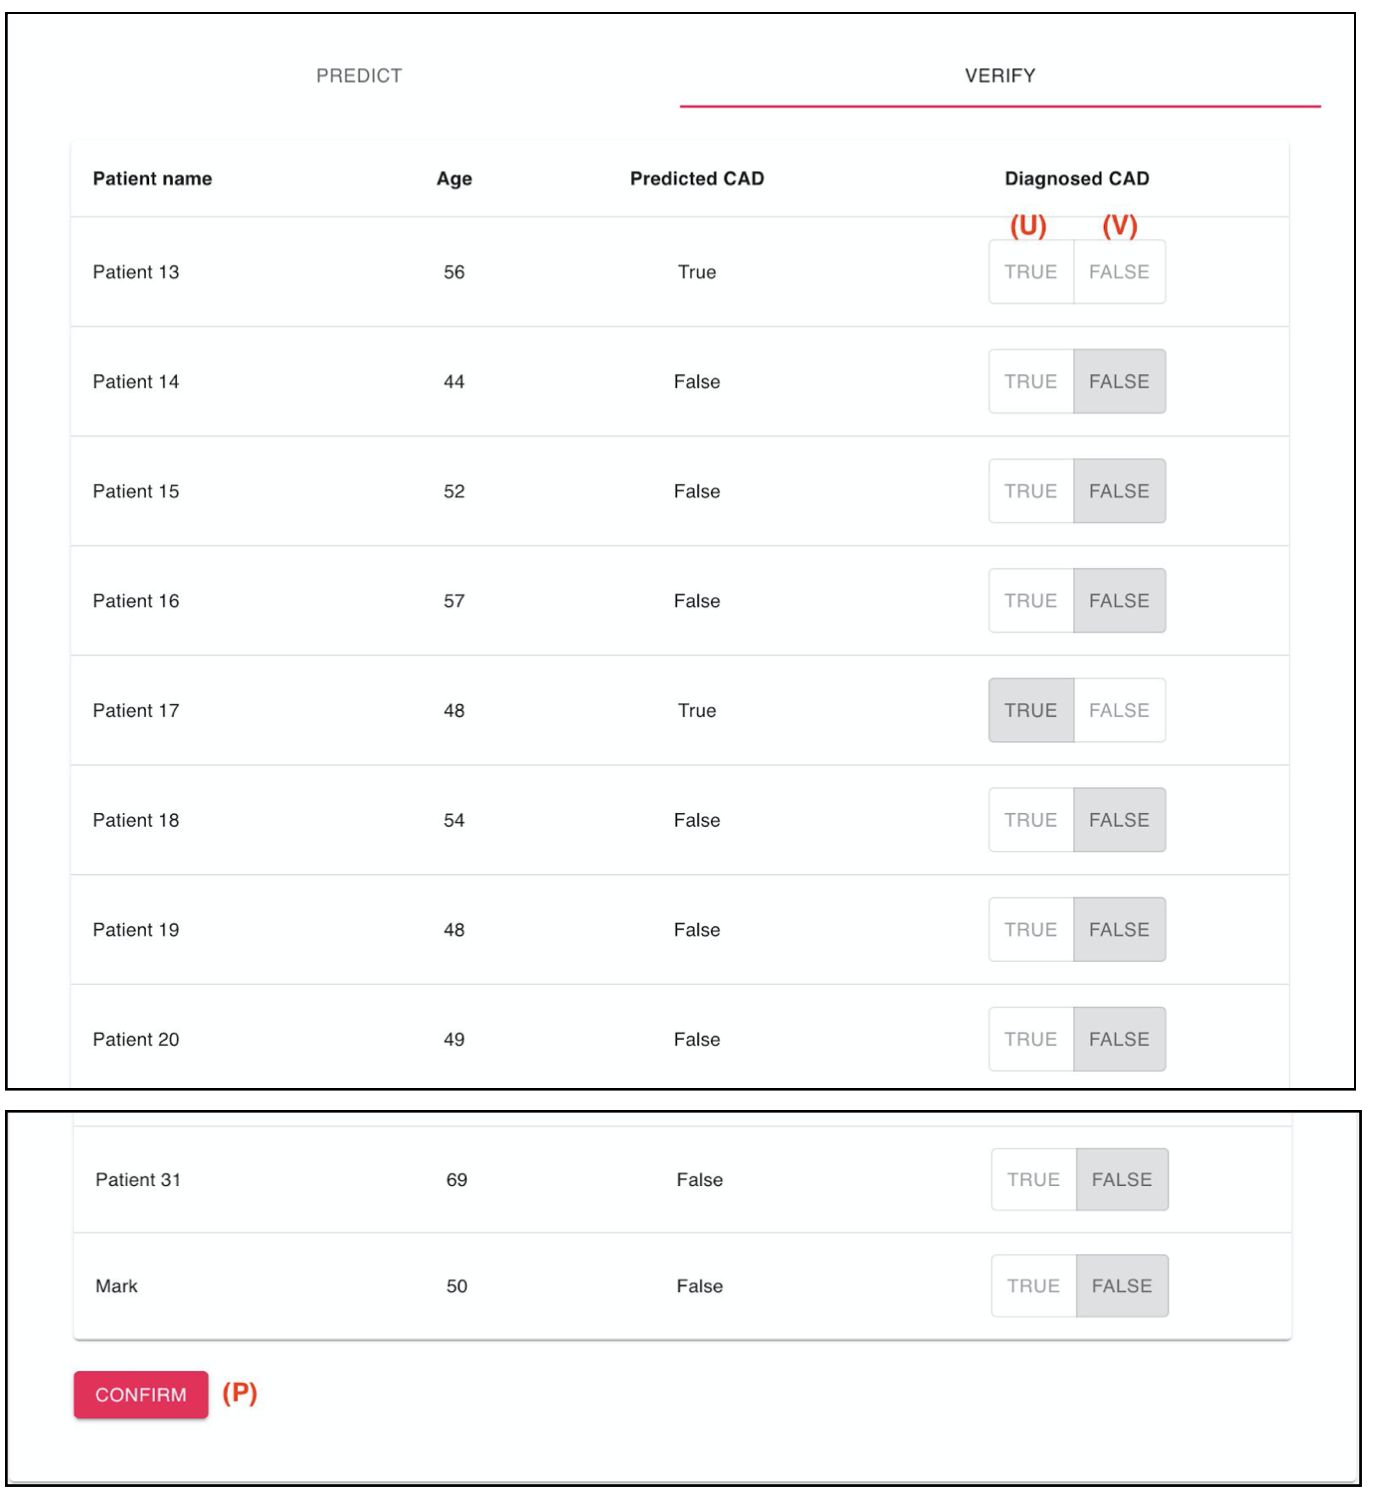 PREDICT VERIFY
Patient name Age Predicted CAD Diagnosed CAD
(U) (V)
Patient 13 56 True TRUE FALSE
Patient 14 44 False TRUE FALSE
Patient 15 52 False TRUE FALSE
Patient 16 57 False TRUE FALSE
Patient 17 48 True TRUE FALSE
Patient 18 54 False TRUE FALSE
Patient 19 48 False TRUE FALSE
Patient 20 49 False TRUE FALSE
Patient 31 69 False TRUE FALSE
Mark 50 False TRUE FALSE
CONFIRM (P)